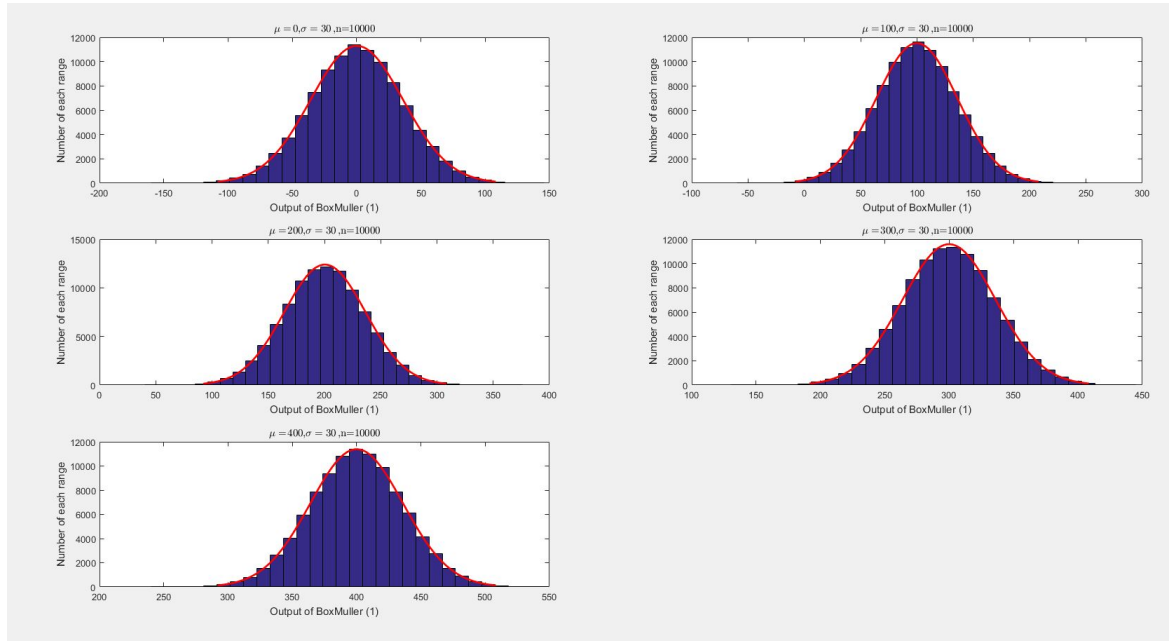 μ = 0,σ = 30 ,n=10000
12000
10000
8000
6000
4000
2000
0
Number of each range
-200 -150 -100 -50 0 50 100 150
Output of BoxMuller (1)
μ = 100,σ = 30 ,n=10000
12000
10000
8000
6000
4000
2000
0
Number of each range
-100 -50 0 50 100 150 200 250 300
Output of BoxMuller (1)
μ = 200,σ = 30 ,n=10000
15000
10000
5000
0
Number of each range
0 50 100 150 200 250 300 350 400
Output of BoxMuller (1)
μ = 300,σ = 30 ,n=10000
12000
10000
8000
6000
4000
2000
0
Number of each range
100 150 200 250 300 350 400 450
Output of BoxMuller (1)
μ = 400,σ = 30 ,n=10000
12000
10000
8000
6000
4000
2000
0
Number of each range
200 250 300 350 400 450 500 550
Output of BoxMuller (1)